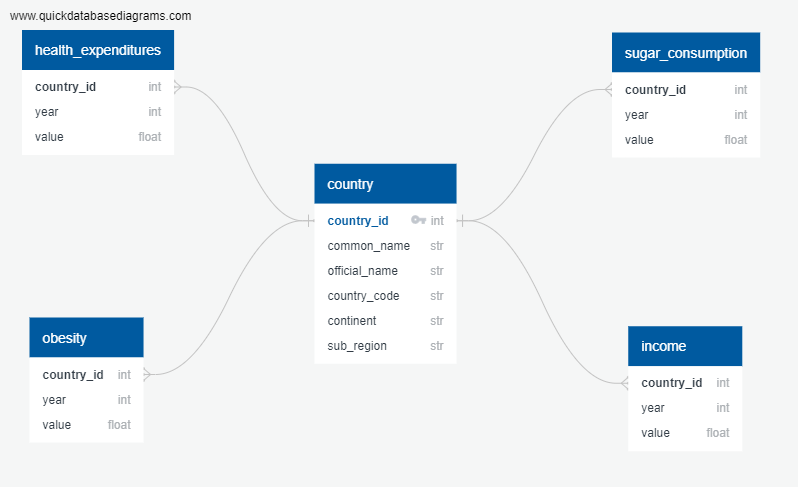 www.quickdatabasediagrams.com
health_expenditures
country_id int
year int
value float
sugar_consumption
country_id int
year int
value float
country
country_id int
common_name str
official_name str
country_code str
continent str
sub_region str
obesity
country_id int
year int
value float
income
country_id int
year int
value float